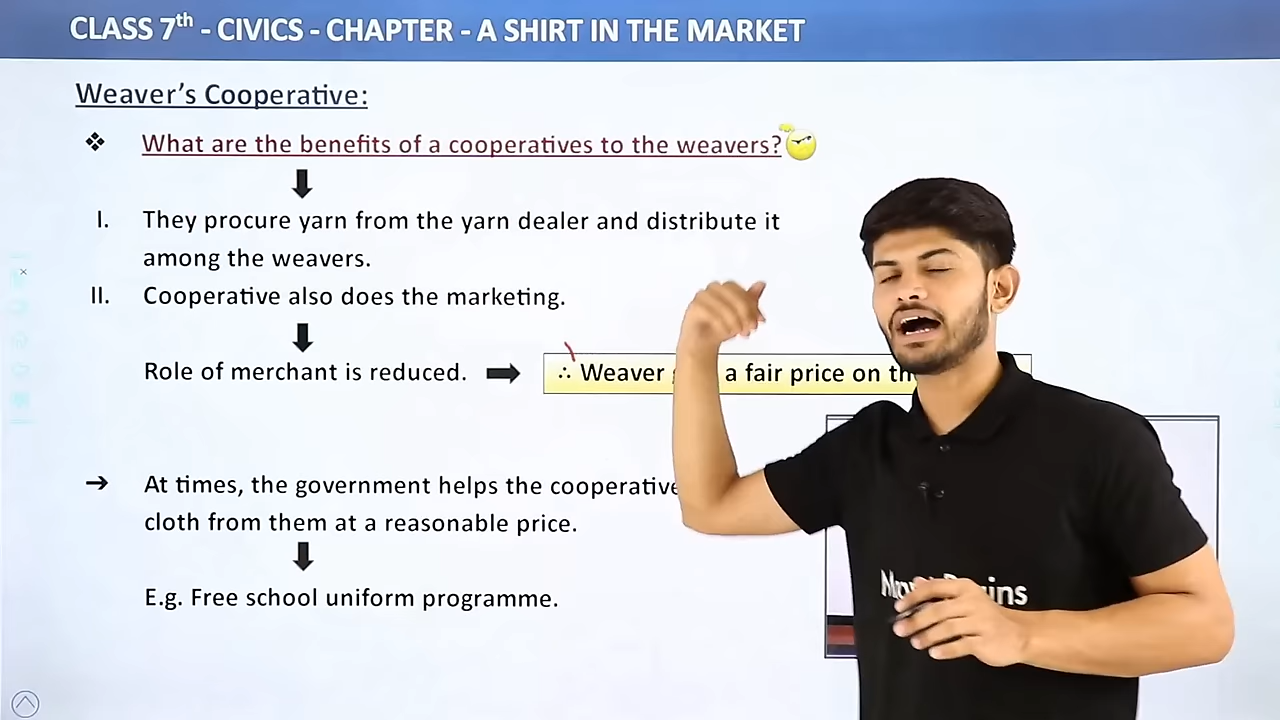 CLASS 7th - CIVICS - CHAPTER - A SHIRT IN THE MARKET
Weaver's Cooperative:
❖ What are the benefits of a cooperatives to the weavers?
I. They procure yarn from the yarn dealer and distribute it
among the weavers.
II. Cooperative also does the marketing.
Role of merchant is reduced. ➡ ∴ Weaver a fair price on
➔ At times, the government helps the cooperative
cloth from them at a reasonable price.
E.g. Free school uniform programme.